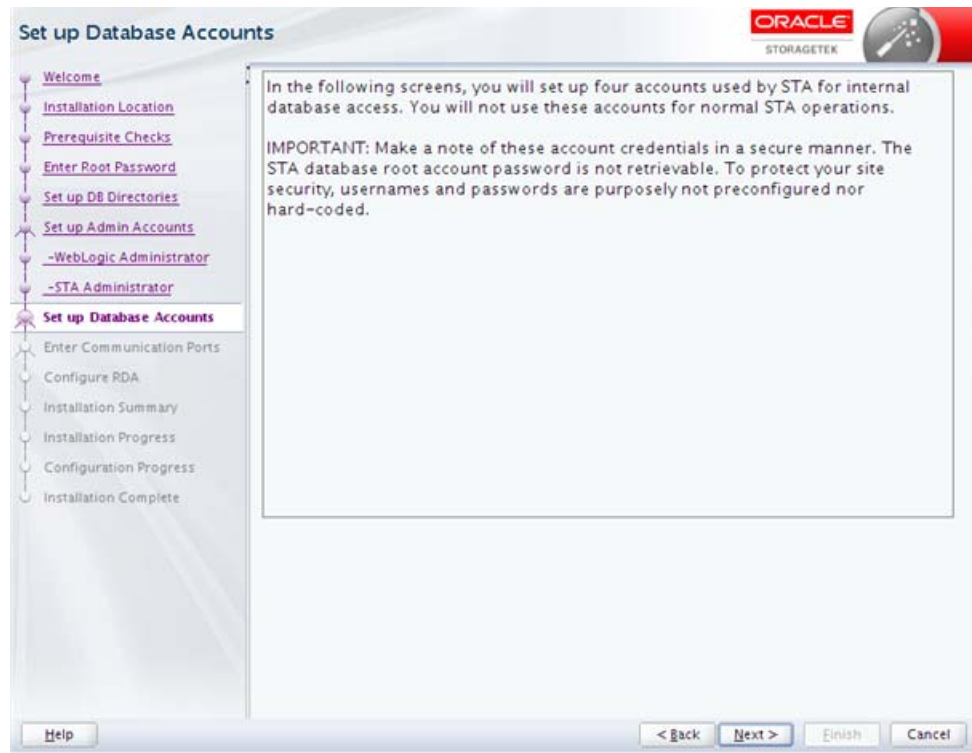 Set up Database Accounts
ORACLE
STORAGETEK
Welcome
Installation Location
Prerequisite Checks
Enter Root Password
Set up DB Directories
Set up Admin Accounts
-WebLogic Administrator
-STA Administrator
Set up Database Accounts
Enter Communication Ports
Configure RDA
Installation Summary
Installation Progress
Configuration Progress
Installation Complete
In the following screens, you will set up four accounts used by STA for internal
database access. You will not use these accounts for normal STA operations.
IMPORTANT: Make a note of these account credentials in a secure manner. The
STA database root account password is not retrievable. To protect your site
security, usernames and passwords are purposely not preconfigured nor
hard-coded.
Help
< Back
Next >
Finish
Cancel